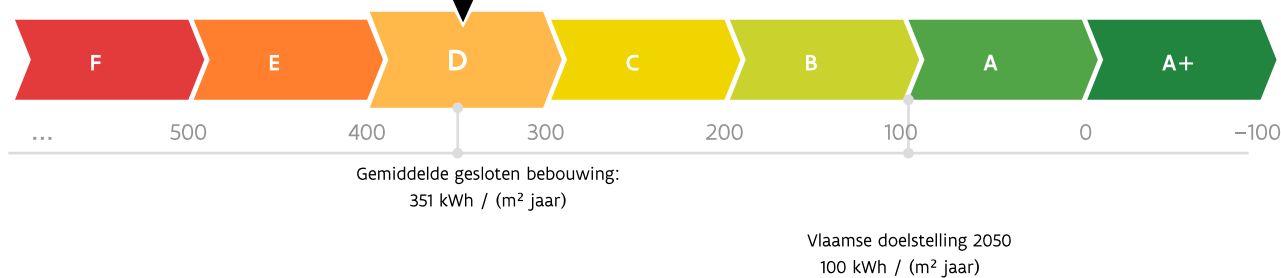 F E D C B A A+
... 500 400 300 200 100 0 −100
Gemiddelde gesloten bebouwing:
351 kWh / (m² jaar)
Vlaamse doelstelling 2050
100 kWh / (m² jaar)